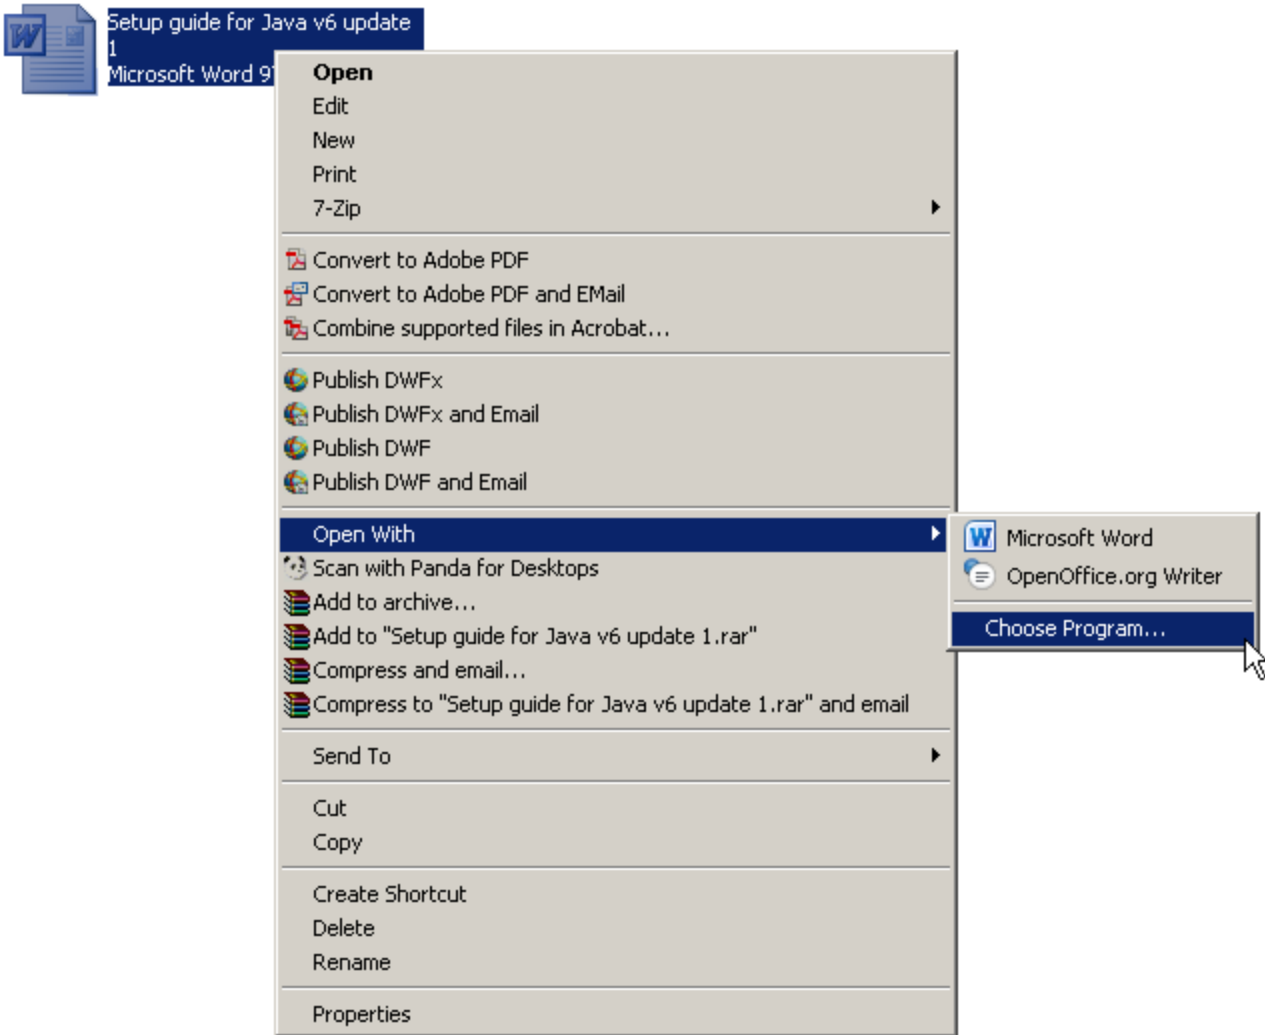 Setup guide for Java v6 update
1
Microsoft Word 9
Open
Edit
New
Print
7-Zip
Convert to Adobe PDF
Convert to Adobe PDF and EMail
Combine supported files in Acrobat...
Publish DWFx
Publish DWFx and Email
Publish DWF
Publish DWF and Email
Open With
Microsoft Word
OpenOffice.org Writer
Choose Program...
Scan with Panda for Desktops
Add to archive...
Add to "Setup guide for Java v6 update 1.rar"
Compress and email...
Compress to "Setup guide for Java v6 update 1.rar" and email
Send To
Cut
Copy
Create Shortcut
Delete
Rename
Properties